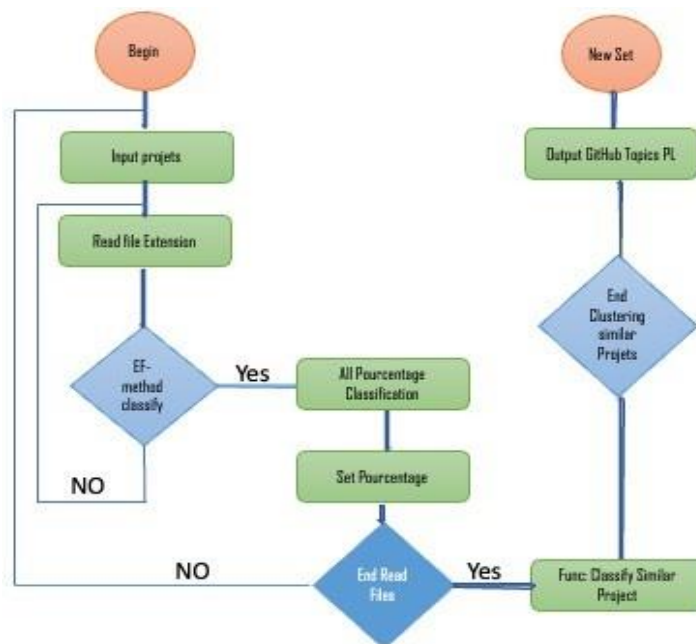 Begin
New Set
Input projets
Output GitHub Topics PL
Read file Extension
End
Clustering
similar
Projets
EF-
method
classify
Yes
All Pourcentage
Classification
NO
Set Pourcentage
NO
End Read
Files
Yes
Func: Classify Similar
Project